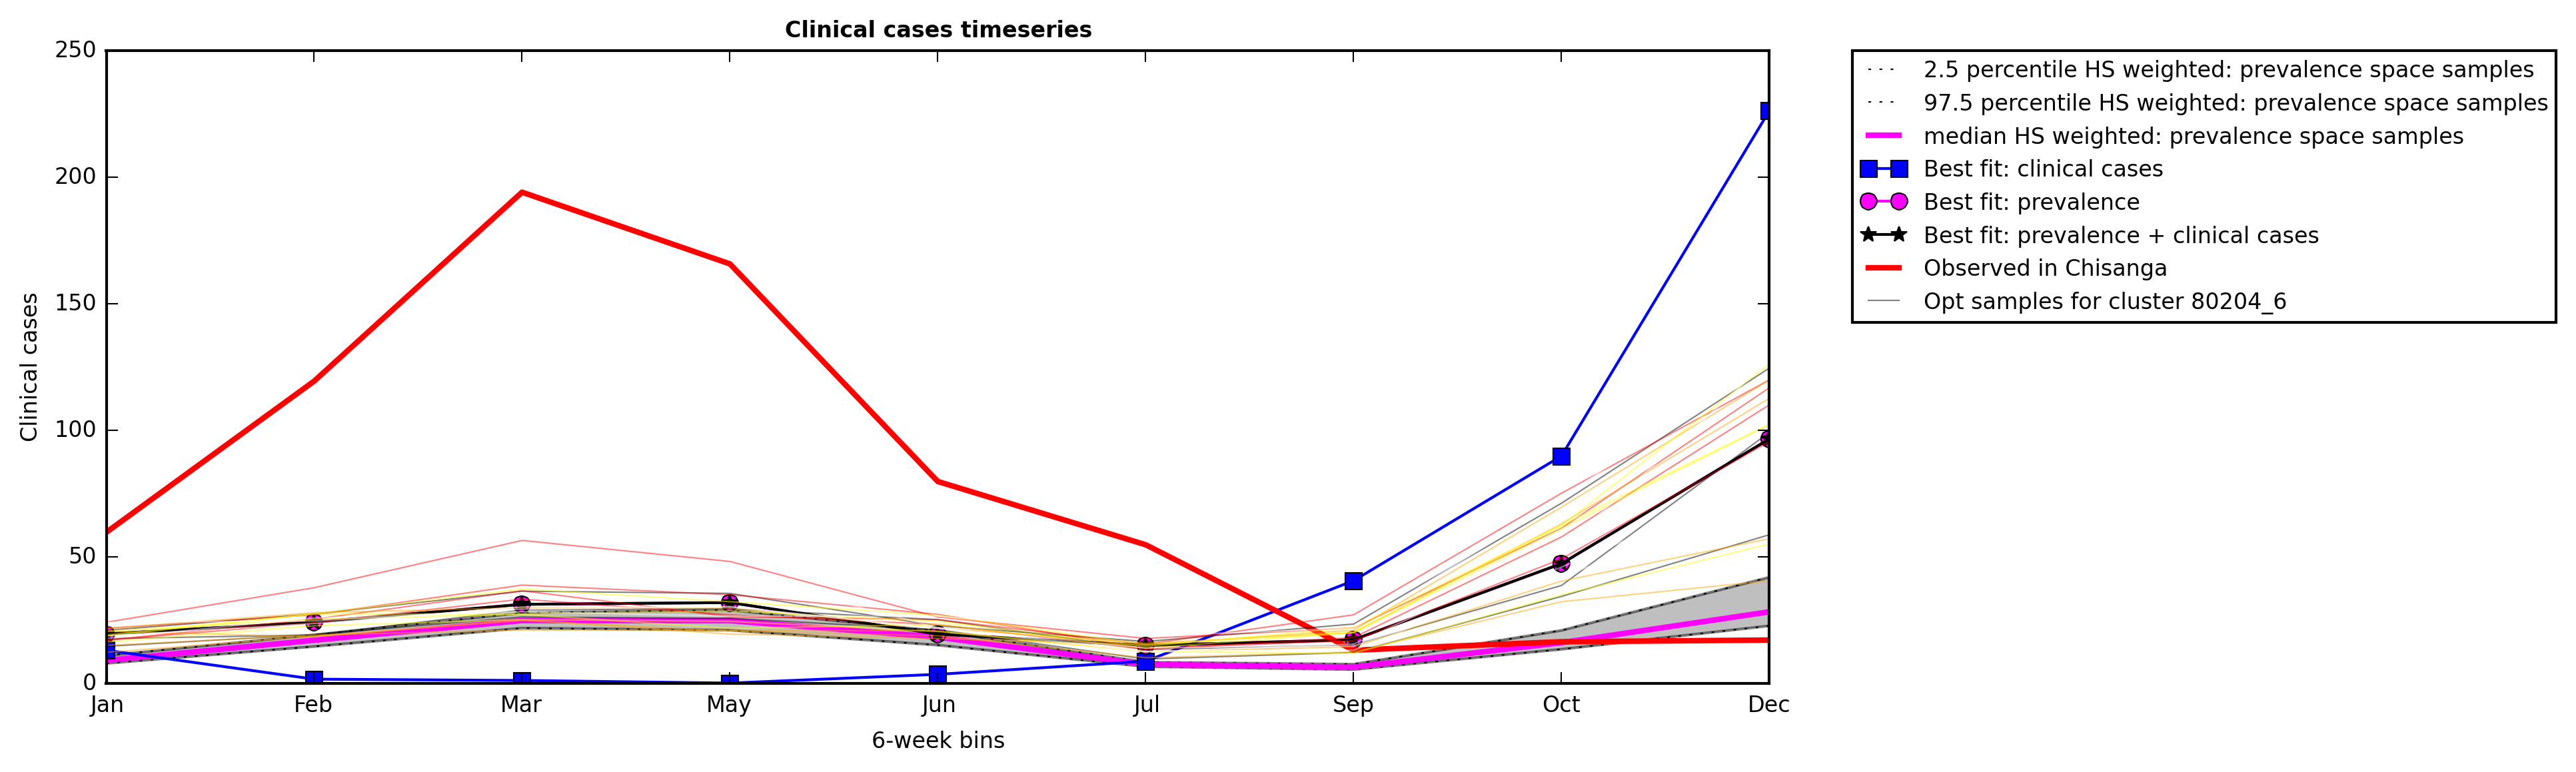 Clinical cases timeseries
250
200
150
100
50
0
Clinical cases
Jan Feb Mar May Jun Jul Sep Oct Dec
6-week bins
2.5 percentile HS weighted: prevalence space samples
97.5 percentile HS weighted: prevalence space samples
median HS weighted: prevalence space samples
Best fit: clinical cases
Best fit: prevalence
Best fit: prevalence + clinical cases
Observed in Chisanga
Opt samples for cluster 80204_6